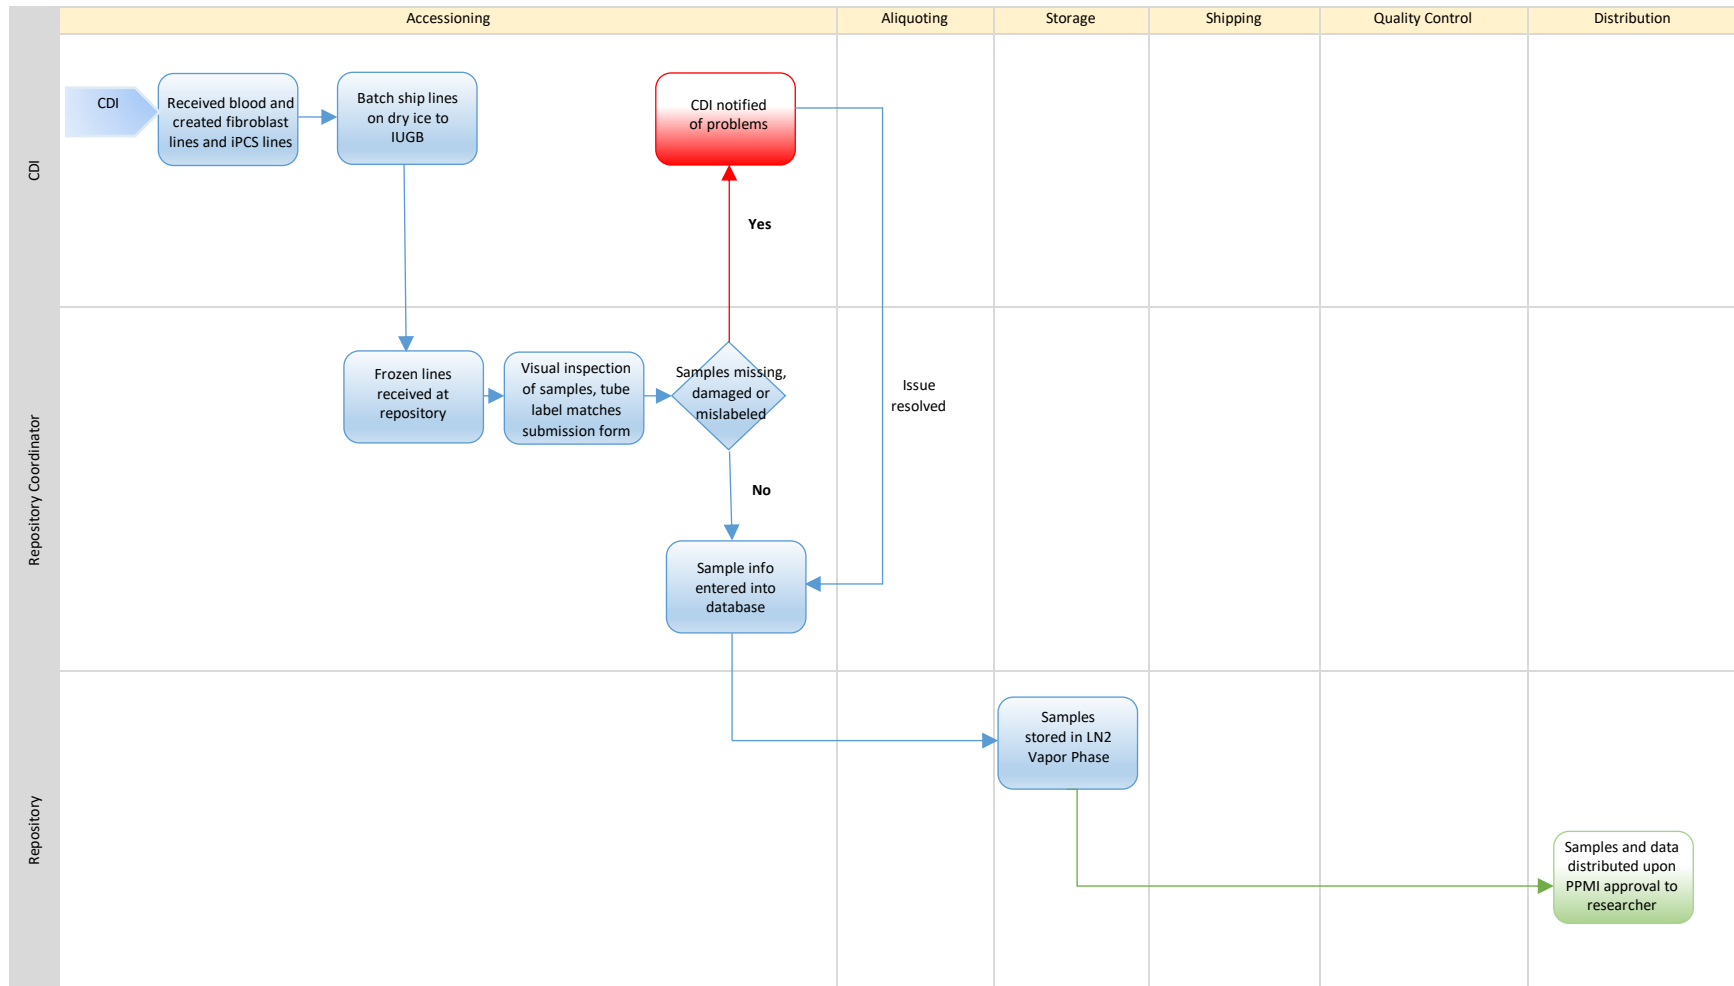 Accessioning
Aliquoting
Storage
Shipping
Quality Control
Distribution
CDI
CDI
Received blood and
created fibroblast
lines and iPCS lines
Batch ship lines
on dry ice to
IUGB
CDI notified
of problems
Yes
Repository Coordinator
Frozen lines
received at
repository
Visual inspection
of samples, tube
label matches
submission form
Samples missing,
damaged or
mislabeled
Issue
resolved
No
Sample info
entered into
database
Repository
Samples
stored in LN2
Vapor Phase
Samples and data
distributed upon
PPMI approval to
researcher